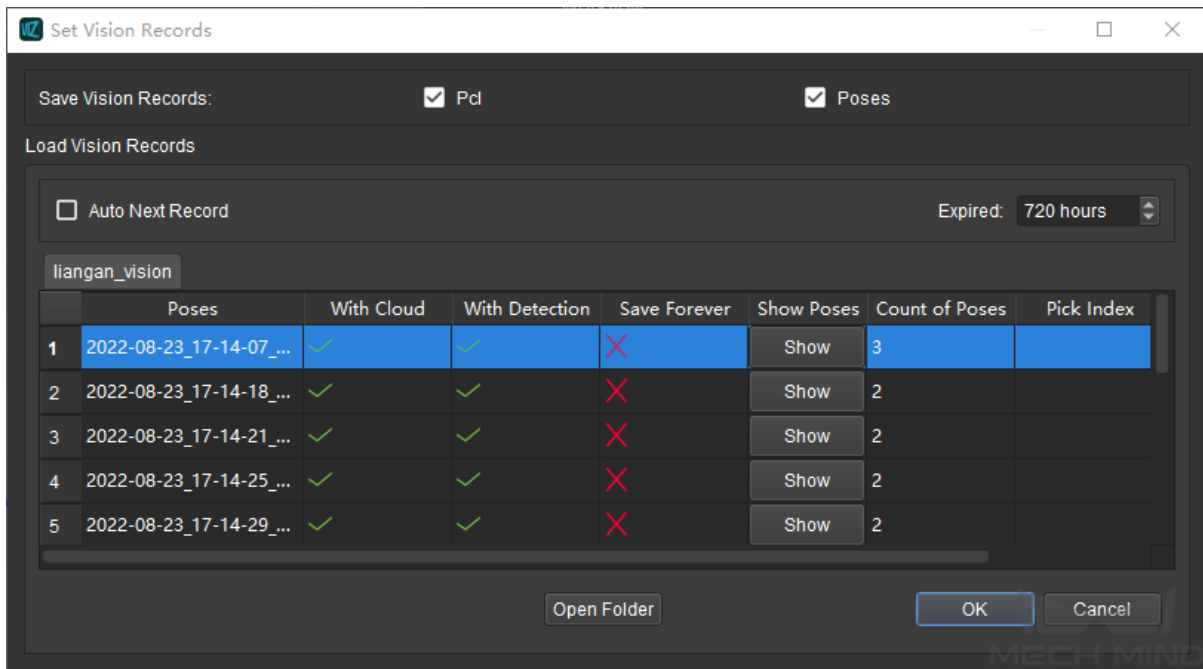 VIZ Set Vision Records
Save Vision Records: Pcl Poses
Load Vision Records
Auto Next Record Expired: 720 hours
liangan_vision
Poses With Cloud With Detection Save Forever Show Poses Count of Poses Pick Index
1 2022-08-23_17-14-07_... Show 3
2 2022-08-23_17-14-18_... Show 2
3 2022-08-23_17-14-21_... Show 2
4 2022-08-23_17-14-25_... Show 2
5 2022-08-23_17-14-29_... Show 2
Open Folder OK Cancel
MECH MIND